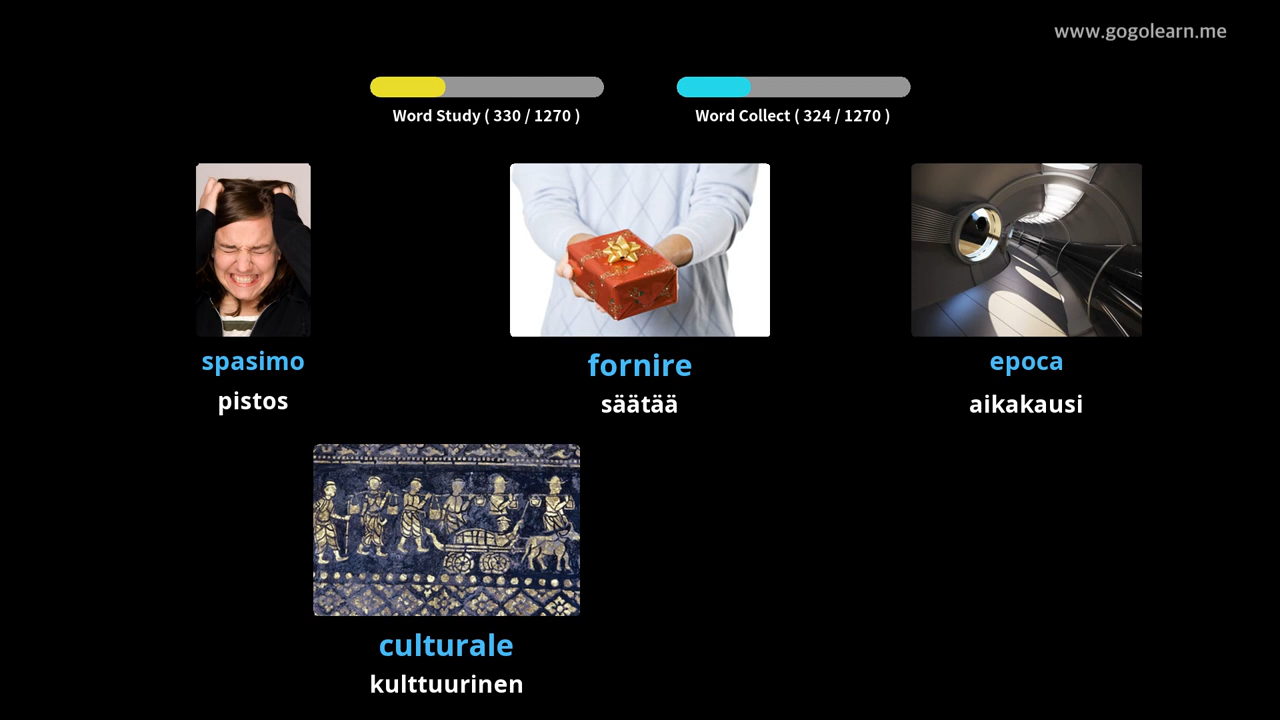 www.gogolearn.me
Word Study ( 330 / 1270 )
Word Collect ( 324 / 1270 )
spasimo
pistos
fornire
säätää
epoca
aikakausi
culturale
kulttuurinen